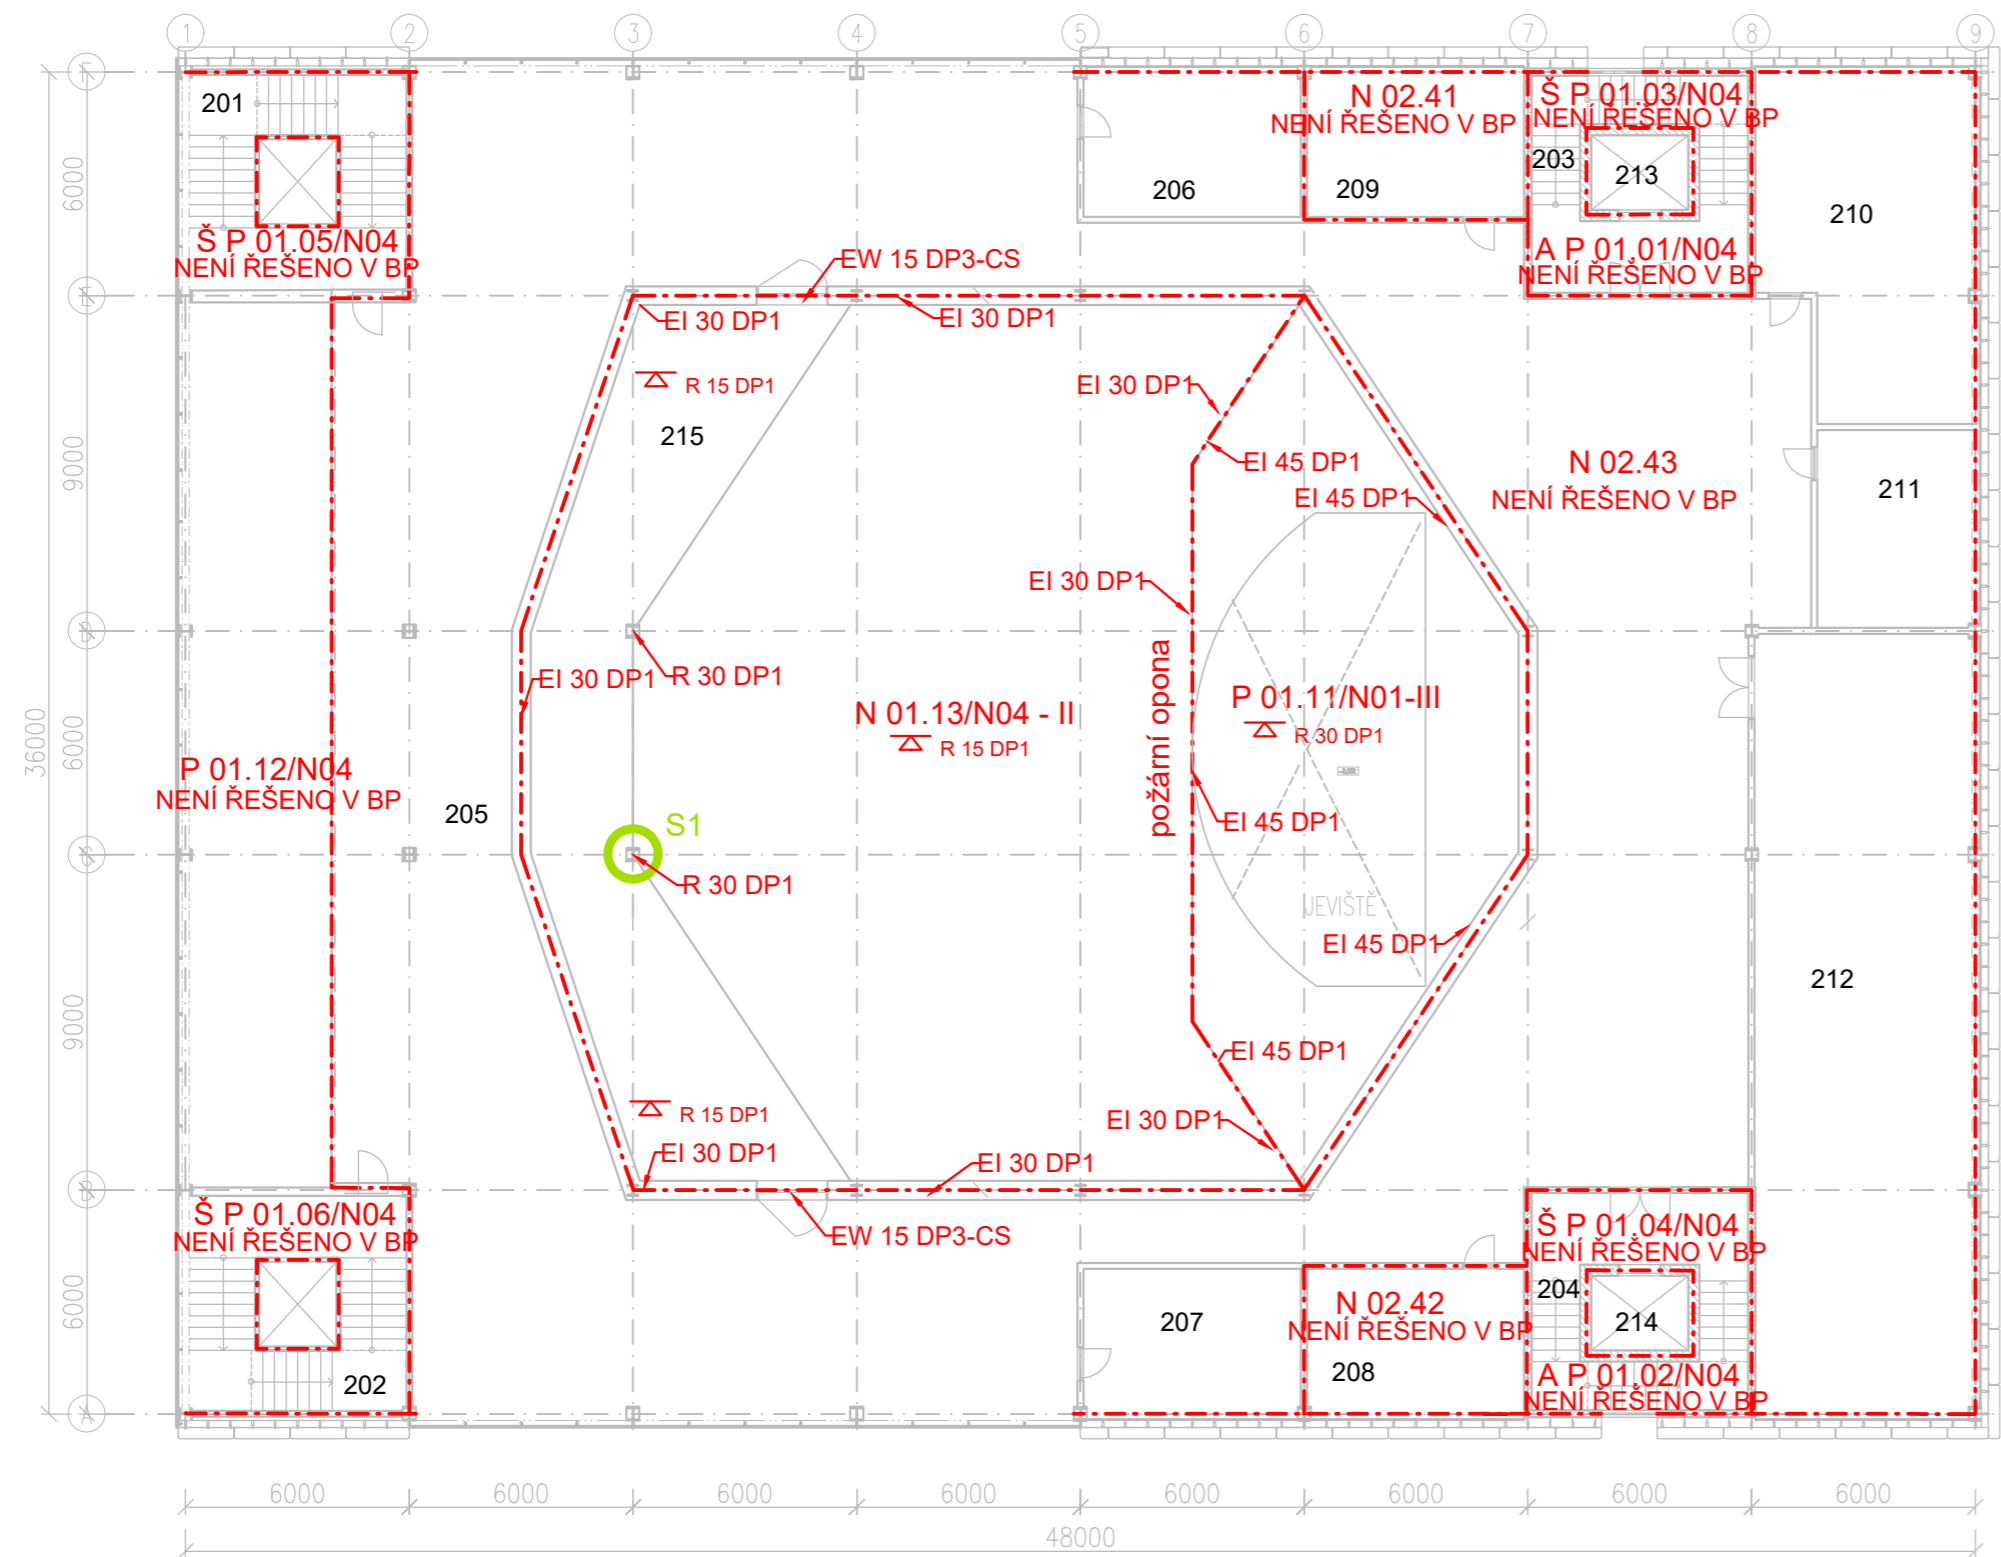 1 2 3 4 5 6 7 8 9
F
201
N 02.41
NENÍ ŘEŠENO V BP
Š P 01.03/N04
NENÍ ŘEŠENO V BP
6000
206
209
203
213
210
Š P 01.05/N04
NENÍ ŘEŠENO V BP
A P 01.01/N04
NENÍ ŘEŠENO V BP
E
EW 15 DP3-CS
EI 30 DP1
EI 30 DP1
R 15 DP1
EI 30 DP1
215
9000
EI 45 DP1
EI 45 DP1
N 02.43
NENÍ ŘEŠENO V BP
211
EI 30 DP1
D
EI 30 DP1
R 30 DP1
požární opona
P 01.11/N01-III
R 30 DP1
N 01.13/N04 - II
R 15 DP1
36000
6000
P 01.12/N04
NENÍ ŘEŠENO V BP
205
S1
EI 45 DP1
C
R 30 DP1
JEVIŠTĚ
EI 45 DP1
212
9000
EI 45 DP1
EI 30 DP1
R 15 DP1
EI 30 DP1
EI 30 DP1
B
Š P 01.06/N04
NENÍ ŘEŠENO V BP
EW 15 DP3-CS
Š P 01.04/N04
NENÍ ŘEŠENO V BP
6000
207
N 02.42
NENÍ ŘEŠENO V BP
204
214
208
202
A P 01.02/N04
NENÍ ŘEŠENO V BP
A
6000 6000 6000 6000 6000 6000 6000 6000
48000